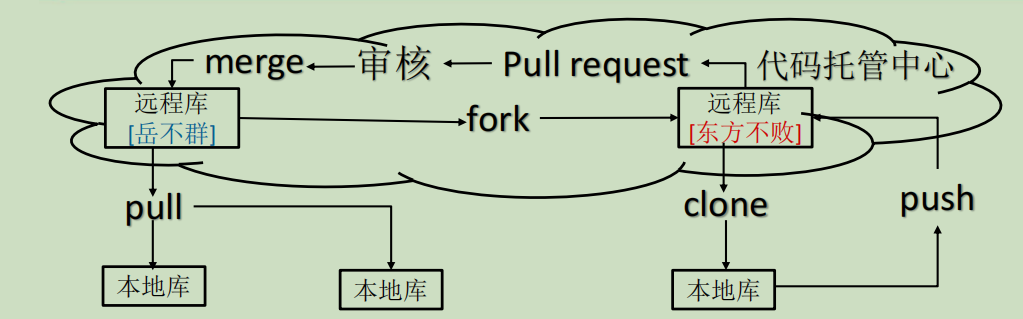 merge
审核
Pull request
代码托管中心
远程库
[岳不群]
fork
远程库
[东方不败]
pull
clone
push
本地库
本地库
本地库